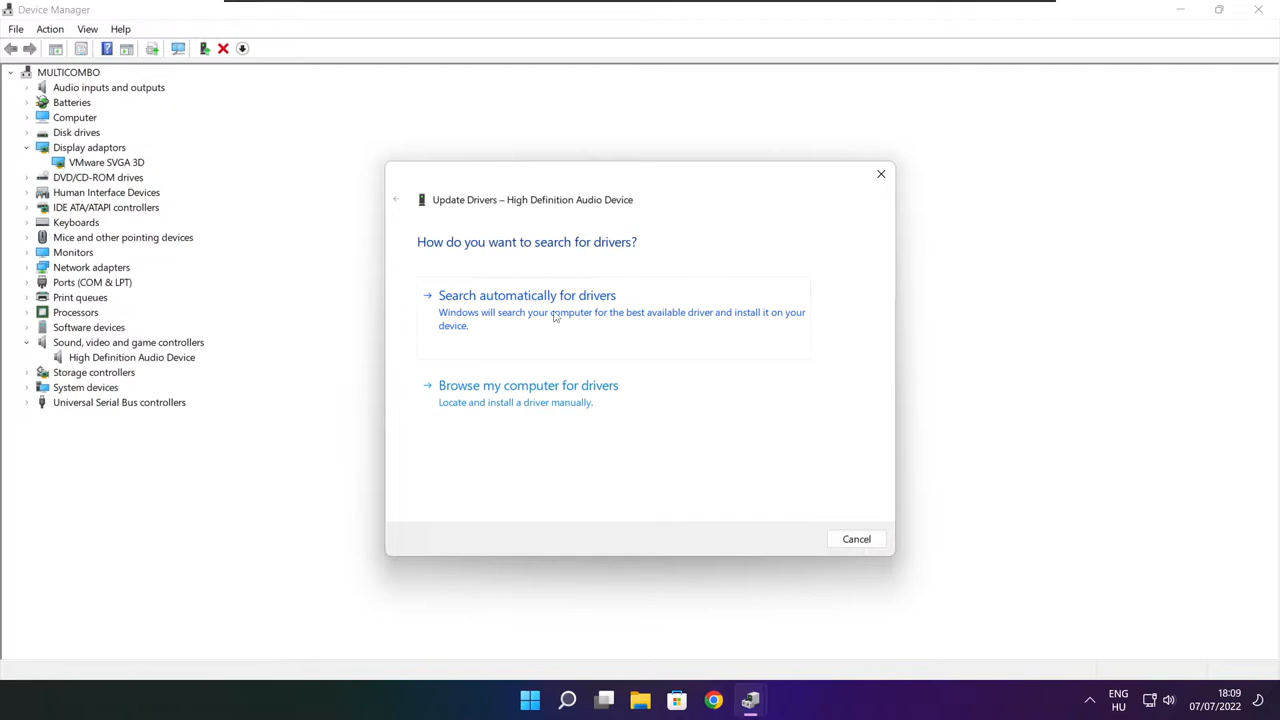 Device Manager
File Action View Help
MULTICOMBO
Audio inputs and outputs
Batteries
Computer
Disk drives
Display adaptors
VMware SVGA 3D
DVD/CD-ROM drives
Human Interface Devices
IDE ATA/ATAPI controllers
Keyboards
Mice and other pointing devices
Monitors
Network adapters
Ports (COM & LPT)
Print queues
Processors
Software devices
Sound, video and game controllers
High Definition Audio Device
Storage controllers
System devices
Universal Serial Bus controllers
Update Drivers – High Definition Audio Device
How do you want to search for drivers?
Search automatically for drivers
Windows will search your computer for the best available driver and install it on your
device.
Browse my computer for drivers
Locate and install a driver manually.
Cancel
ENG
HU
18:09
07/07/2022